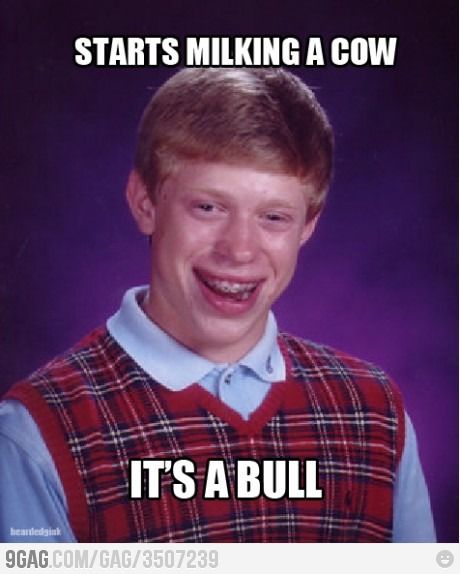 STARTS MILKING A COW
IT'S A BULL
beardedgink
9GAG.COM/GAG/3507239